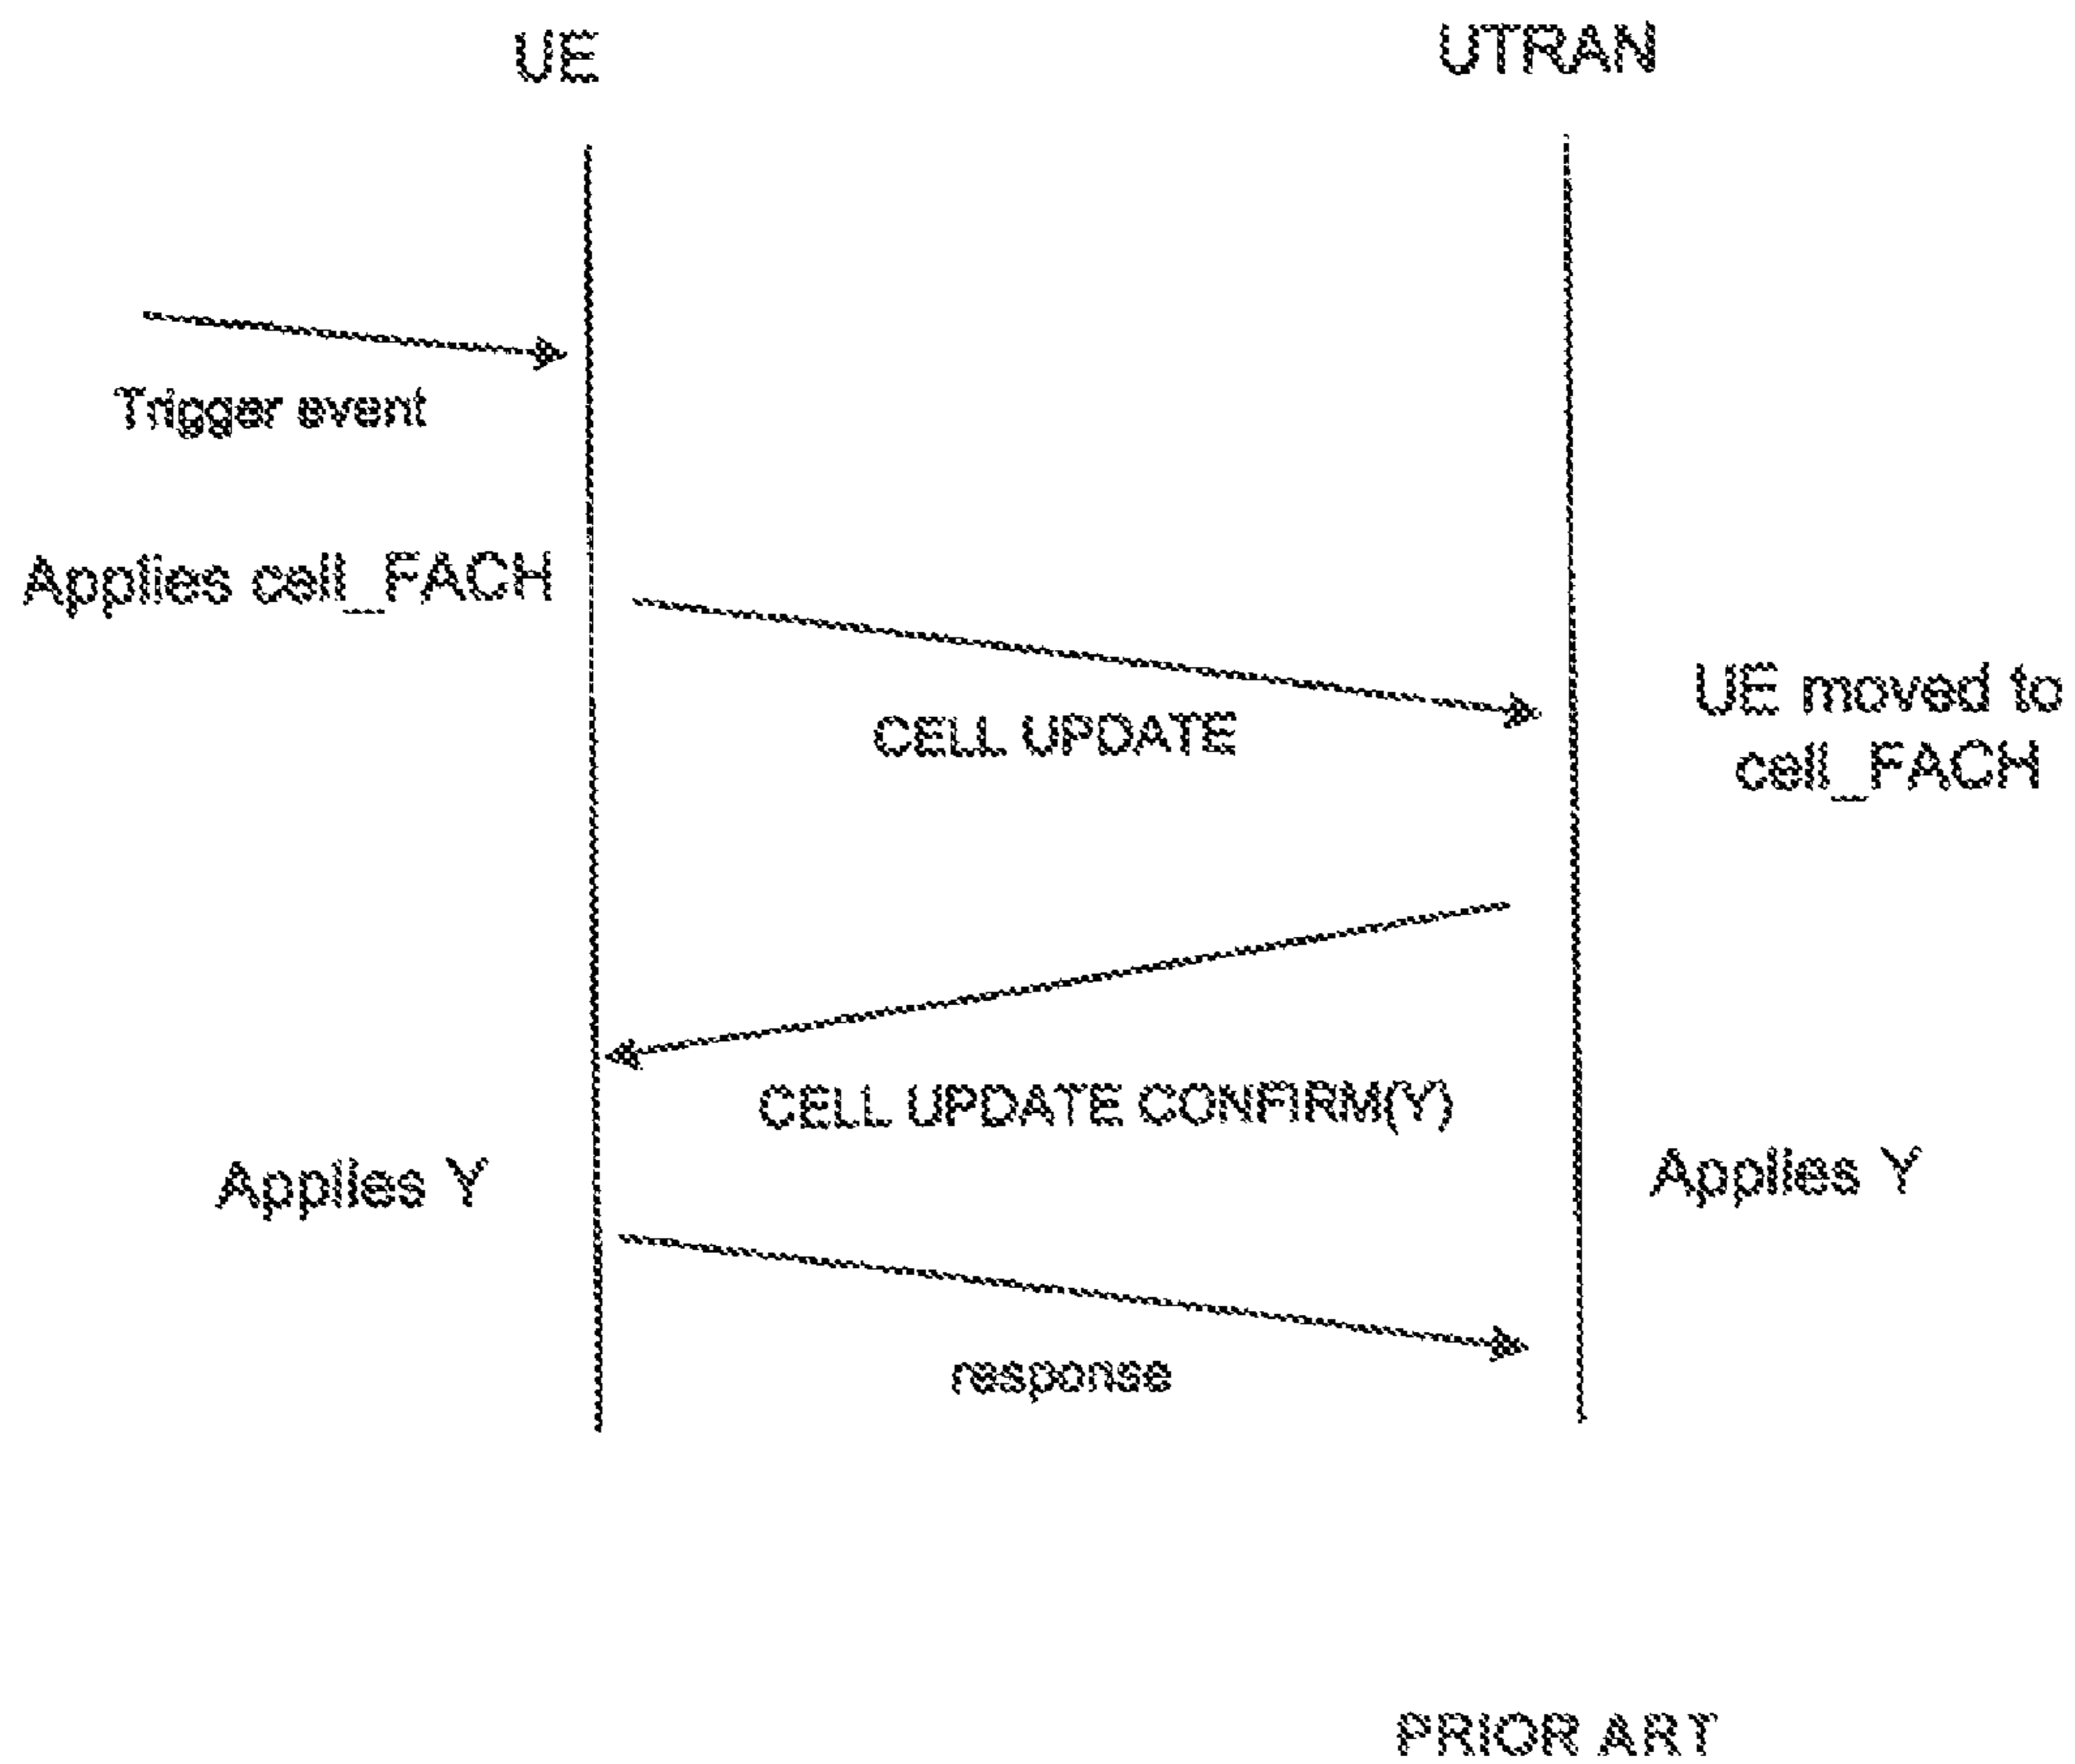 UE
UTRAN
Trigger event
Applies cell_FACH
CELL UPDATE
UE moved to
cell_FACH
CELL UPDATE CONFIRM(Y)
Applies Y
Applies Y
response
PRIOR ART